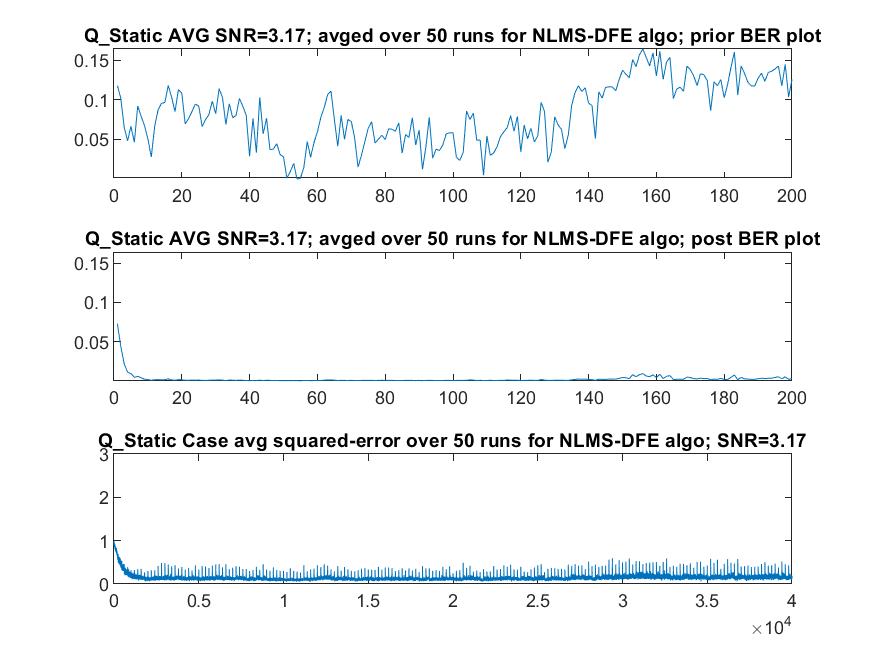 Q_Static AVG SNR=3.17; avged over 50 runs for NLMS-DFE algo; prior BER plot
0.15
0.1
0.05
0 20 40 60 80 100 120 140 160 180 200
Q_Static AVG SNR=3.17; avged over 50 runs for NLMS-DFE algo; post BER plot
0.15
0.1
0.05
0 20 40 60 80 100 120 140 160 180 200
Q_Static Case avg squared-error over 50 runs for NLMS-DFE algo; SNR=3.17
3
2
1
0
0 0.5 1 1.5 2 2.5 3 3.5 4
×10⁴